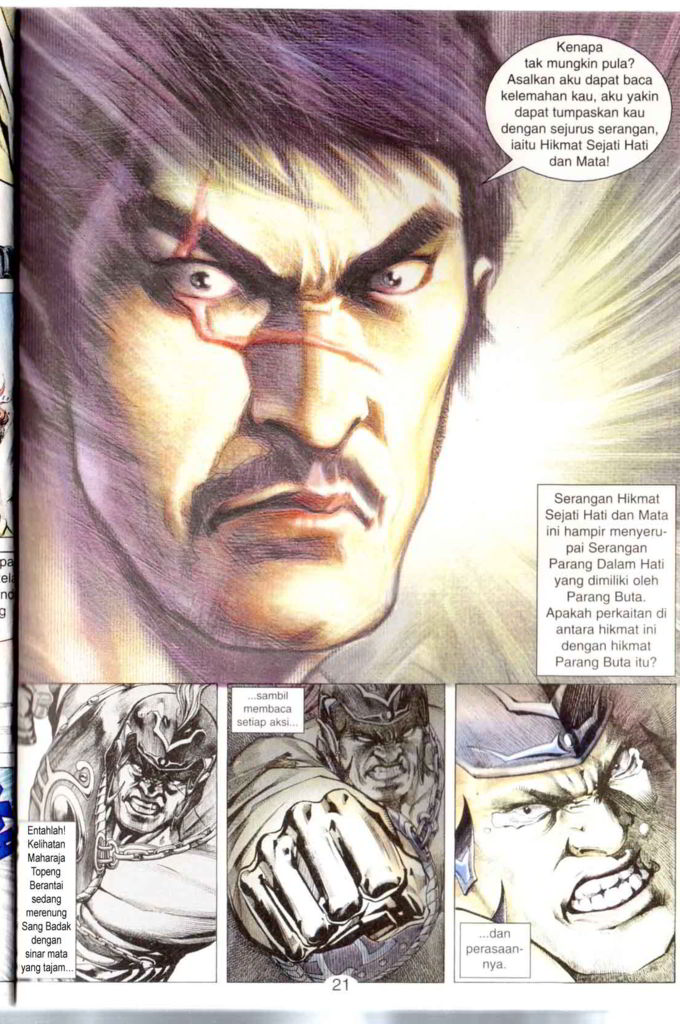 Kenapa
tak mungkin pula?
Asalkan aku dapat baca
kelemahan kau, aku yakin
dapat tumpaskan kau
dengan sejurus serangan,
iaitu Hikmat Sejati Hati
dan Mata!
Serangan Hikmat
Sejati Hati dan Mata
ini hampir menyeru-
pai Serangan
Parang Dalam Hati
yang dimiliki oleh
Parang Buta.
Apakah perkaitan di
antara hikmat ini
dengan hikmat
Parang Buta itu?
Entahlah!
Kelihatan
Maharaja
Topeng
Berantai
sedang
merenung
Sang Badak
dengan
sinar mata
yang tajam...
...sambil
membaca
setiap aksi...
...dan
perasaan-
nya.
21